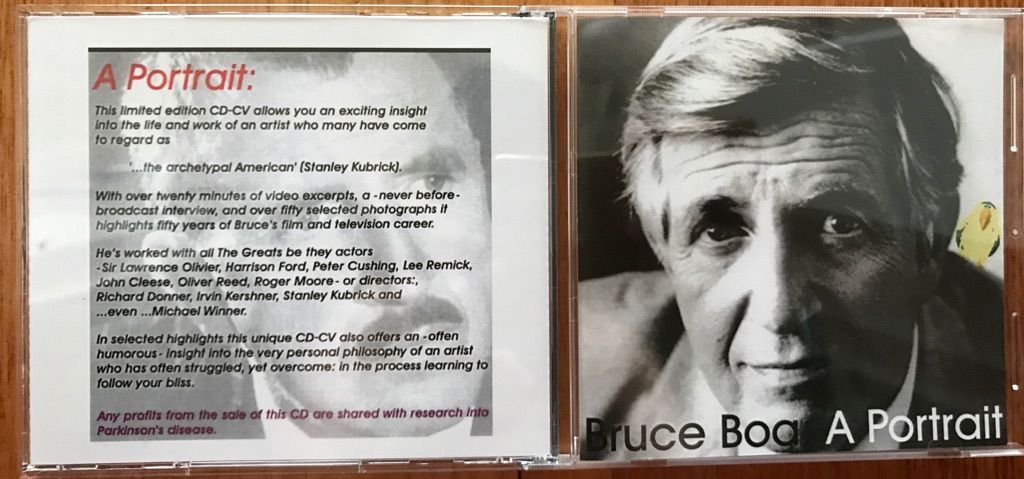 A Portrait:
This limited edition CD-CV allows you an exciting insight
into the life and work of an artist who many have come
to regard as
'...the archetypal American' (Stanley Kubrick).
With over twenty minutes of video excerpts, a -never before-
broadcast interview, and over fifty selected photographs it
highlights fifty years of Bruce's film and television career.
He's worked with all The Greats be they actors
-Sir Lawrence Olivier, Harrison Ford, Peter Cushing, Lee Remick,
John Cleese, Oliver Reed, Roger Moore- or directors:,
Richard Donner, Irvin Kershner, Stanley Kubrick and
...even ...Michael Winner.
In selected highlights this unique CD-CV also offers an -often
humorous- insight into the very personal philosophy of an artist
who has often struggled, yet overcome: in the process learning to
follow your bliss.
Any profits from the sale of this CD are shared with research into
Parkinson's disease.
Bruce Boa A Portrait